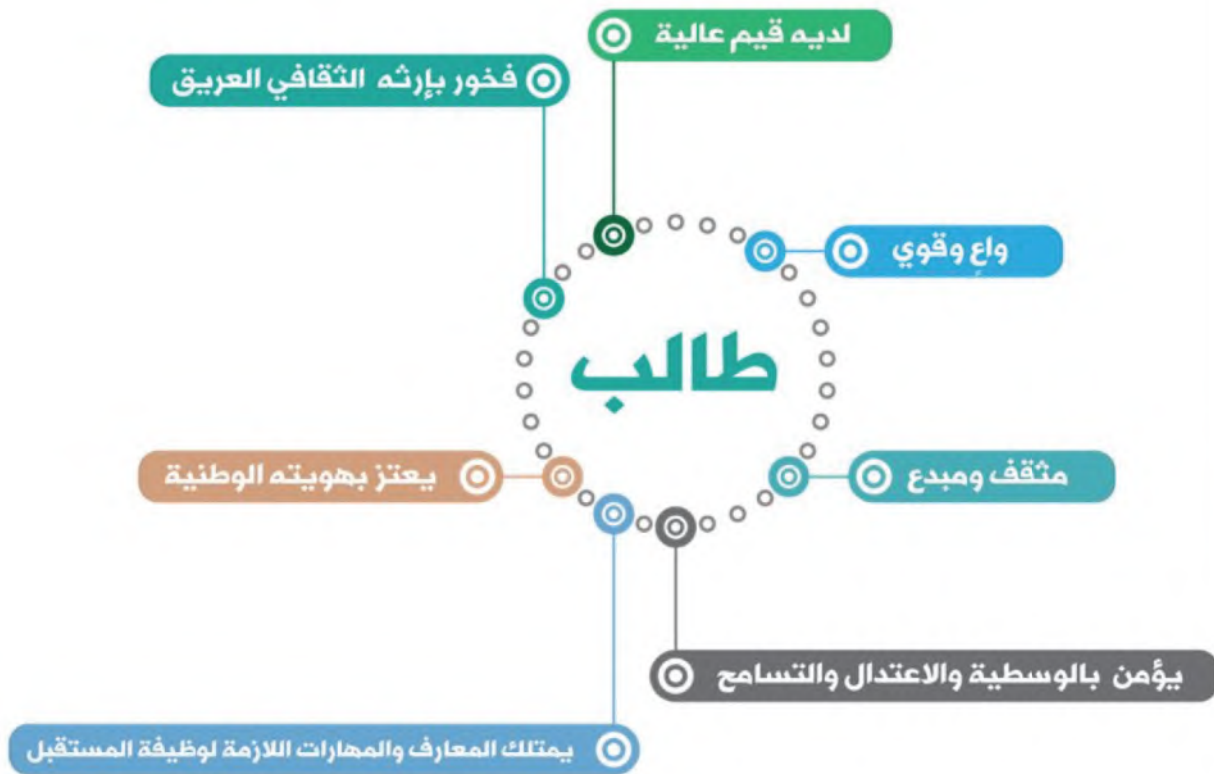 لديه قيم عالية
فخور بإرثه الثقافي العريق
واعٍ وقوي
طالب
يعتز بهويته الوطنية
مثقف ومبدع
يؤمن بالوسطية والاعتدال والتسامح
يمتلك المعارف والمهارات اللازمة لوظيفة المستقبل